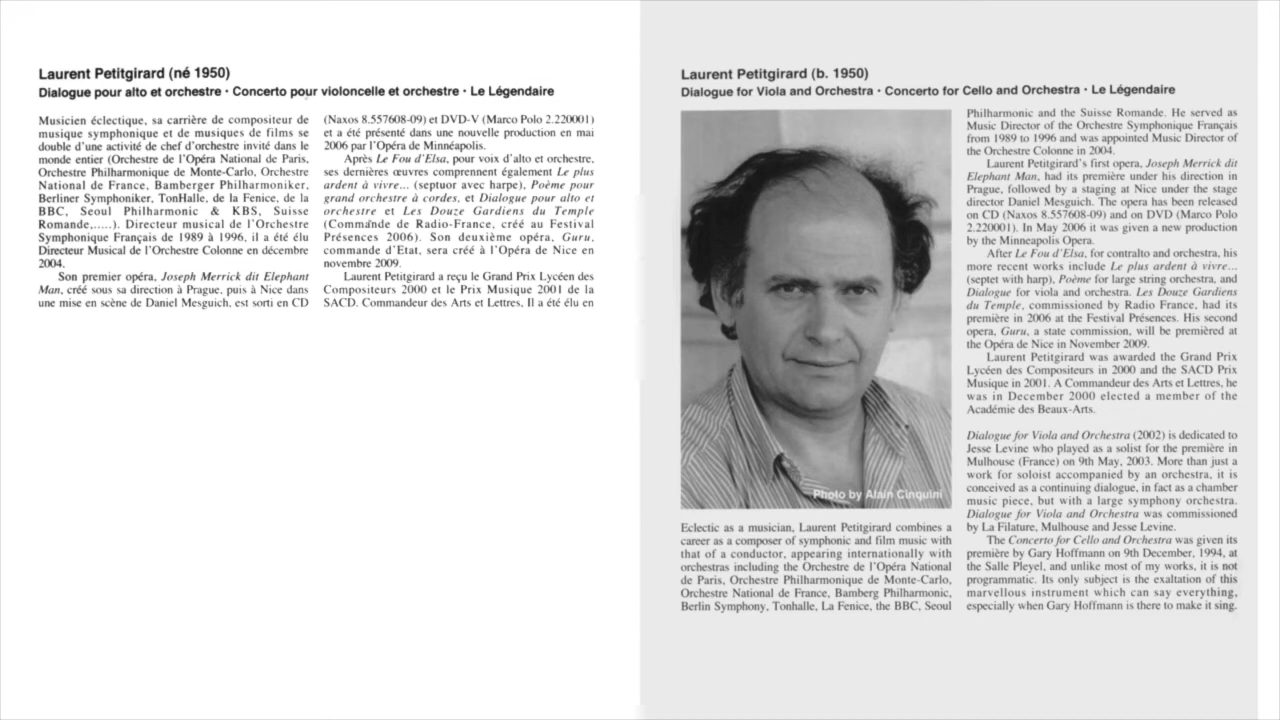 Laurent Petitgirard (né 1950)
Dialogue pour alto et orchestre · Concerto pour violoncelle et orchestre · Le Légendaire
Musicien éclectique, sa carrière de compositeur de
musique symphonique et de musiques de films se
double d'une activité de chef d'orchestre invité dans le
monde entier (Orchestre de l'Opéra National de Paris,
Orchestre Philharmonique de Monte-Carlo, Orchestre
National de France, Bamberger Philharmoniker,
Berliner Symphoniker, TonHalle, de la Fenice, de la
BBC, Seoul Philharmonic & KBS, Suisse
Romande,.....). Directeur musical de l'Orchestre
Symphonique Français de 1989 à 1996, il a été élu
Directeur Musical de l'Orchestre Colonne en décembre
2004.
Son premier opéra, Joseph Merrick dit Elephant
Man, créé sous sa direction à Prague, puis à Nice dans
une mise en scène de Daniel Mesguich, est sorti en CD
(Naxos 8.557608-09) et DVD-V (Marco Polo 2.220001)
et a été présenté dans une nouvelle production en mai
2006 par l'Opéra de Minnéapolis.
Après Le Fou d'Elsa, pour voix d'alto et orchestre,
ses dernières œuvres comprennent également Le plus
ardent à vivre... (septuor avec harpe), Poème pour
grand orchestre à cordes, et Dialogue pour alto et
orchestre et Les Douze Gardiens du Temple
(Commande de Radio-France, créé au Festival
Présences 2006). Son deuxième opéra, Guru,
commande d'Etat, sera créé à l'Opéra de Nice en
novembre 2009.
Laurent Petitgirard a reçu le Grand Prix Lycéen des
Compositeurs 2000 et le Prix Musique 2001 de la
SACD. Commandeur des Arts et Lettres, Il a été élu en
Laurent Petitgirard (b. 1950)
Dialogue for Viola and Orchestra · Concerto for Cello and Orchestra · Le Légendaire
Photo by Alain Cinquini
Eclectic as a musician, Laurent Petitgirard combines a
career as a composer of symphonic and film music with
that of a conductor, appearing internationally with
orchestras including the Orchestre de l'Opéra National
de Paris, Orchestre Philharmonique de Monte-Carlo,
Orchestre National de France, Bamberg Philharmonic,
Berlin Symphony, Tonhalle, La Fenice, the BBC, Seoul
Philharmonic and the Suisse Romande. He served as
Music Director of the Orchestre Symphonique Français
from 1989 to 1996 and was appointed Music Director of
the Orchestre Colonne in 2004.
Laurent Petitgirard's first opera, Joseph Merrick dit
Elephant Man, had its première under his direction in
Prague, followed by a staging at Nice under the stage
director Daniel Mesguich. The opera has been released
on CD (Naxos 8.557608-09) and on DVD (Marco Polo
2.220001). In May 2006 it was given a new production
by the Minneapolis Opera.
After Le Fou d'Elsa, for contralto and orchestra, his
more recent works include Le plus ardent à vivre...
(septet with harp), Poème for large string orchestra, and
Dialogue for viola and orchestra. Les Douze Gardiens
du Temple, commissioned by Radio France, had its
première in 2006 at the Festival Présences. His second
opera, Guru, a state commission, will be premièred at
the Opéra de Nice in November 2009.
Laurent Petitgirard was awarded the Grand Prix
Lycéen des Compositeurs in 2000 and the SACD Prix
Musique in 2001. A Commandeur des Arts et Lettres, he
was in December 2000 elected a member of the
Académie des Beaux-Arts.
Dialogue for Viola and Orchestra (2002) is dedicated to
Jesse Levine who played as a solist for the première in
Mulhouse (France) on 9th May, 2003. More than just a
work for soloist accompanied by an orchestra, it is
conceived as a continuing dialogue, in fact as a chamber
music piece, but with a large symphony orchestra.
Dialogue for Viola and Orchestra was commissioned
by La Filature, Mulhouse and Jesse Levine.
The Concerto for Cello and Orchestra was given its
première by Gary Hoffmann on 9th December, 1994, at
the Salle Pleyel, and unlike most of my works, it is not
programmatic. Its only subject is the exaltation of this
marvellous instrument which can say everything,
especially when Gary Hoffmann is there to make it sing.